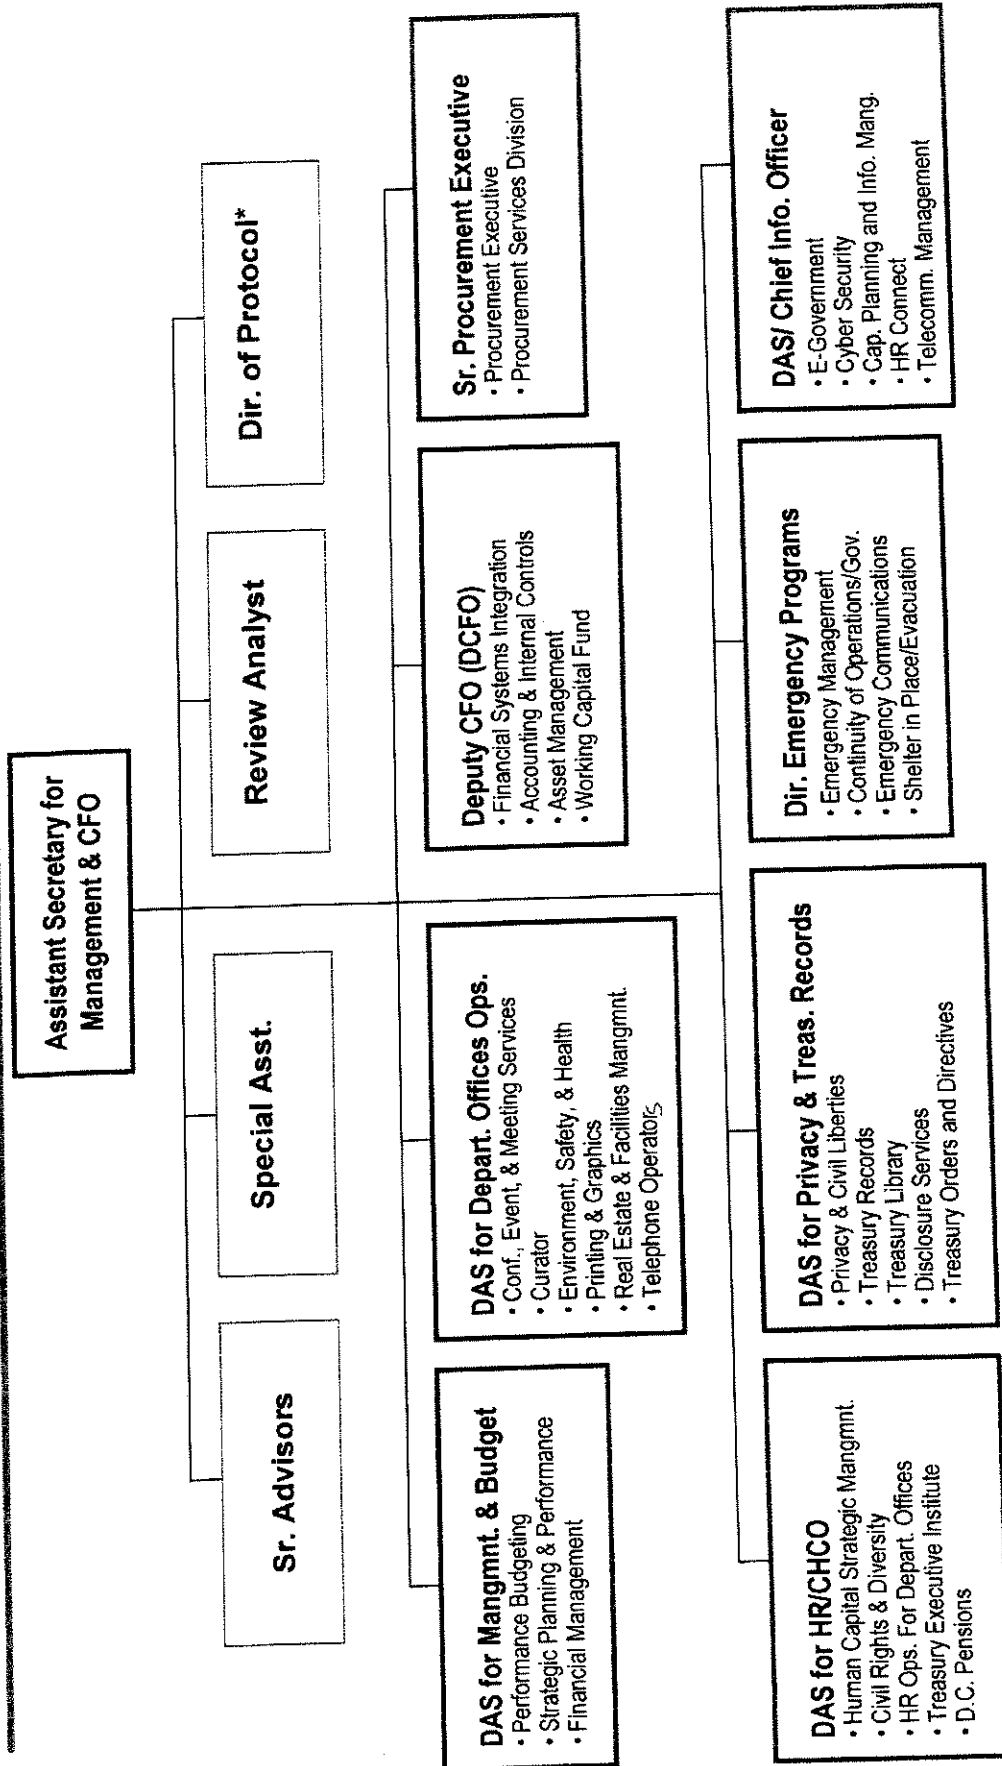 Assistant Secretary for
Management & CFO
Sr. Advisors
Special Asst.
Review Analyst
Dir. of Protocol*
DAS for Mangmnt. & Budget
• Performance Budgeting
• Strategic Planning & Performance
• Financial Management
DAS for Depart. Offices Ops.
• Conf., Event, & Meeting Services
• Curator
• Environment, Safety, & Health
• Printing & Graphics
• Real Estate & Facilities Mangmnt.
• Telephone Operators
Deputy CFO (DCFO)
• Financial Systems Integration
• Accounting & Internal Controls
• Asset Management
• Working Capital Fund
Sr. Procurement Executive
• Procurement Executive
• Procurement Services Division
DAS for HR/CHCO
• Human Capital Strategic Mangmnt.
• Civil Rights & Diversity
• HR Ops. For Depart. Offices
• Treasury Executive Institute
• D.C. Pensions
DAS for Privacy & Treas. Records
• Privacy & Civil Liberties
• Treasury Records
• Treasury Library
• Disclosure Services
• Treasury Orders and Directives
Dir. Emergency Programs
• Emergency Management
• Continuity of Operations/Gov.
• Emergency Communications
• Shelter in Place/Evacuation
DAS/ Chief Info. Officer
• E-Government
• Cyber Security
• Cap. Planning and Info. Mang.
• HR Connect
• Telecomm. Management